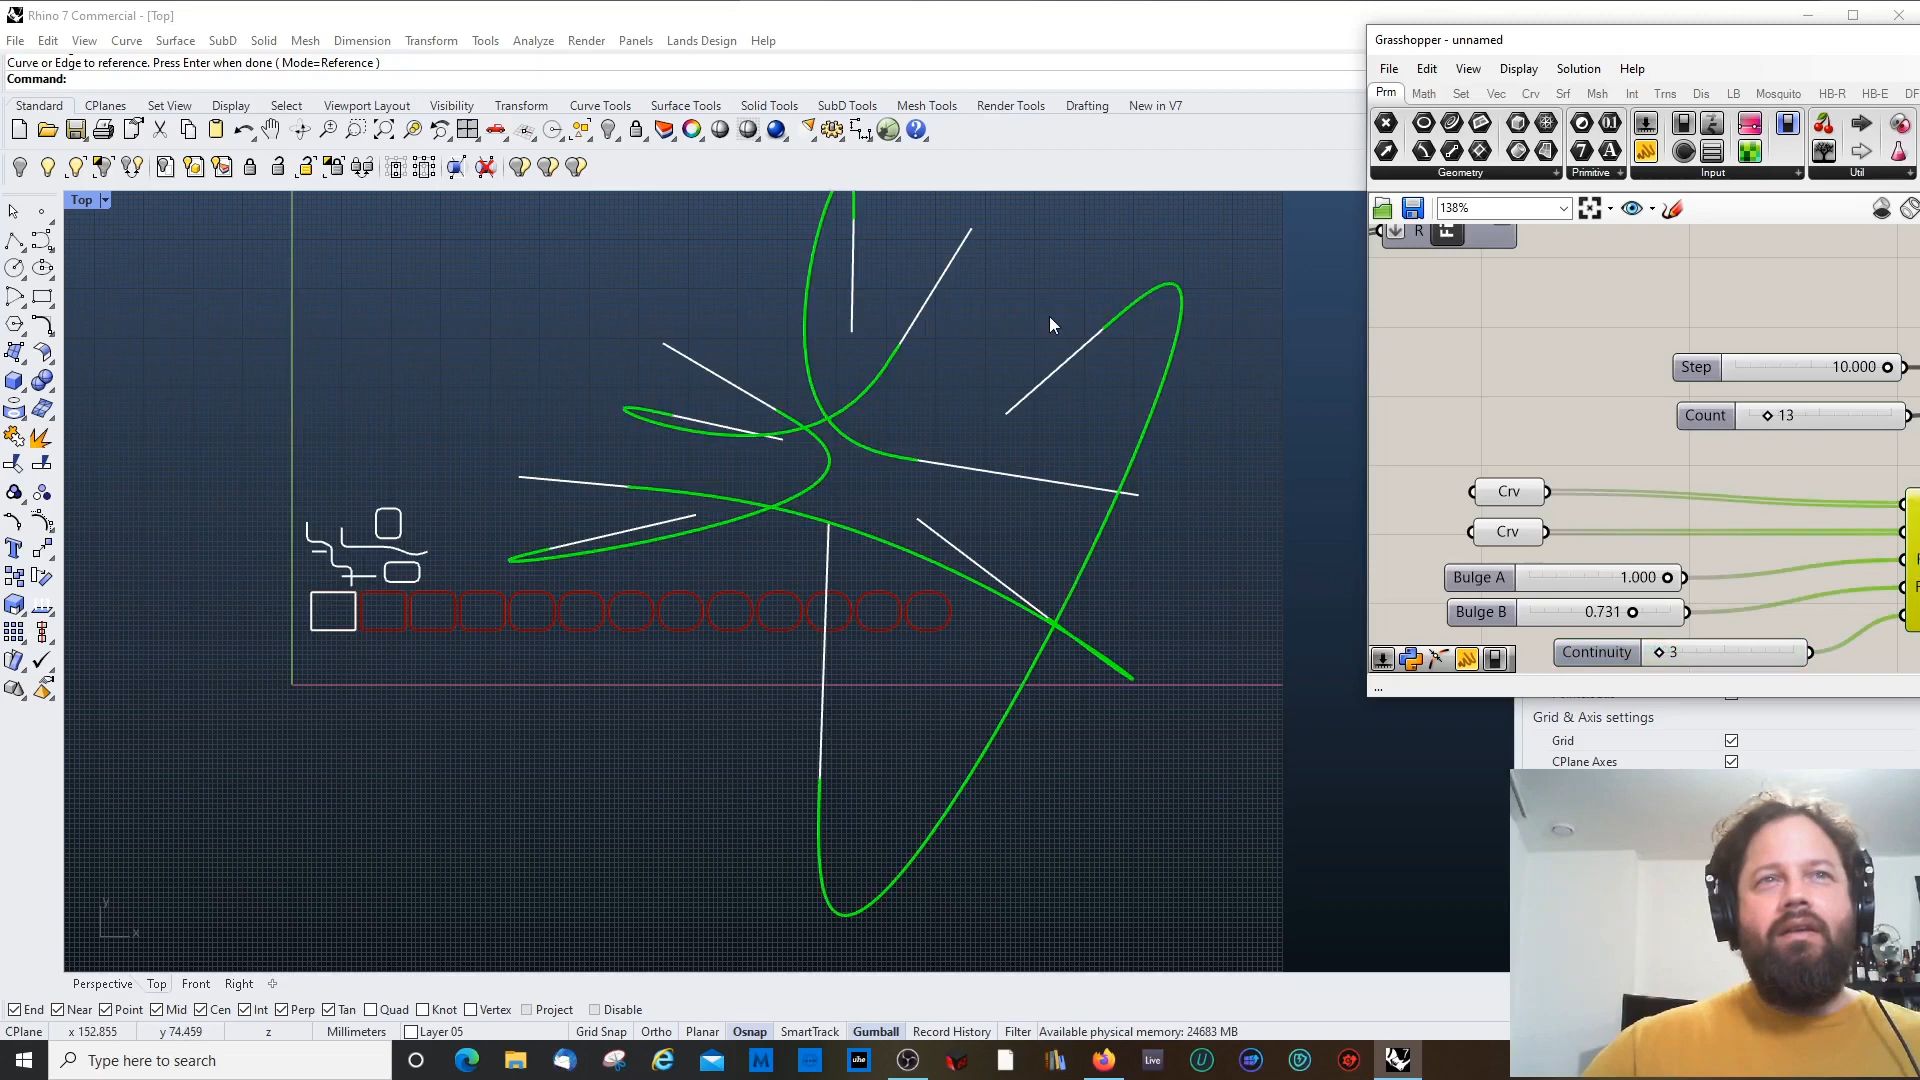 Rhino 7 Commercial - [Top]
File Edit View Curve Surface SubD Solid Mesh Dimension Transform Tools Analyze Render Panels Lands Design Help
Curve or Edge to reference. Press Enter when done ( Mode=Reference )
Command:
Standard CPlanes Set View Display Select Viewport Layout Visibility Transform Curve Tools Surface Tools Solid Tools SubD Tools Mesh Tools Render Tools Drafting New in V7
Top
y
x
Perspective Top Front Right
End Near Point Mid Cen Int Perp Tan Quad Knot Vertex Project Disable
CPlane x 152.855 y 74.459 z Millimeters Layer 05 Grid Snap Ortho Planar Osnap SmartTrack Gumball Record History Filter Available physical memory: 24683 MB
Type here to search
Live
uhe
Grasshopper - unnamed
File Edit View Display Solution Help
Prm Math Set Vec Crv Srf Msh Int Trns Dis LB Mosquito HB-R HB-E DF
Geometry Primitive Input Util
138%
R
Step 10.000
Count 13
Crv
Crv
Bulge A 1.000
Bulge B 0.731
Continuity 3
...
Grid & Axis settings
Grid
CPlane Axes